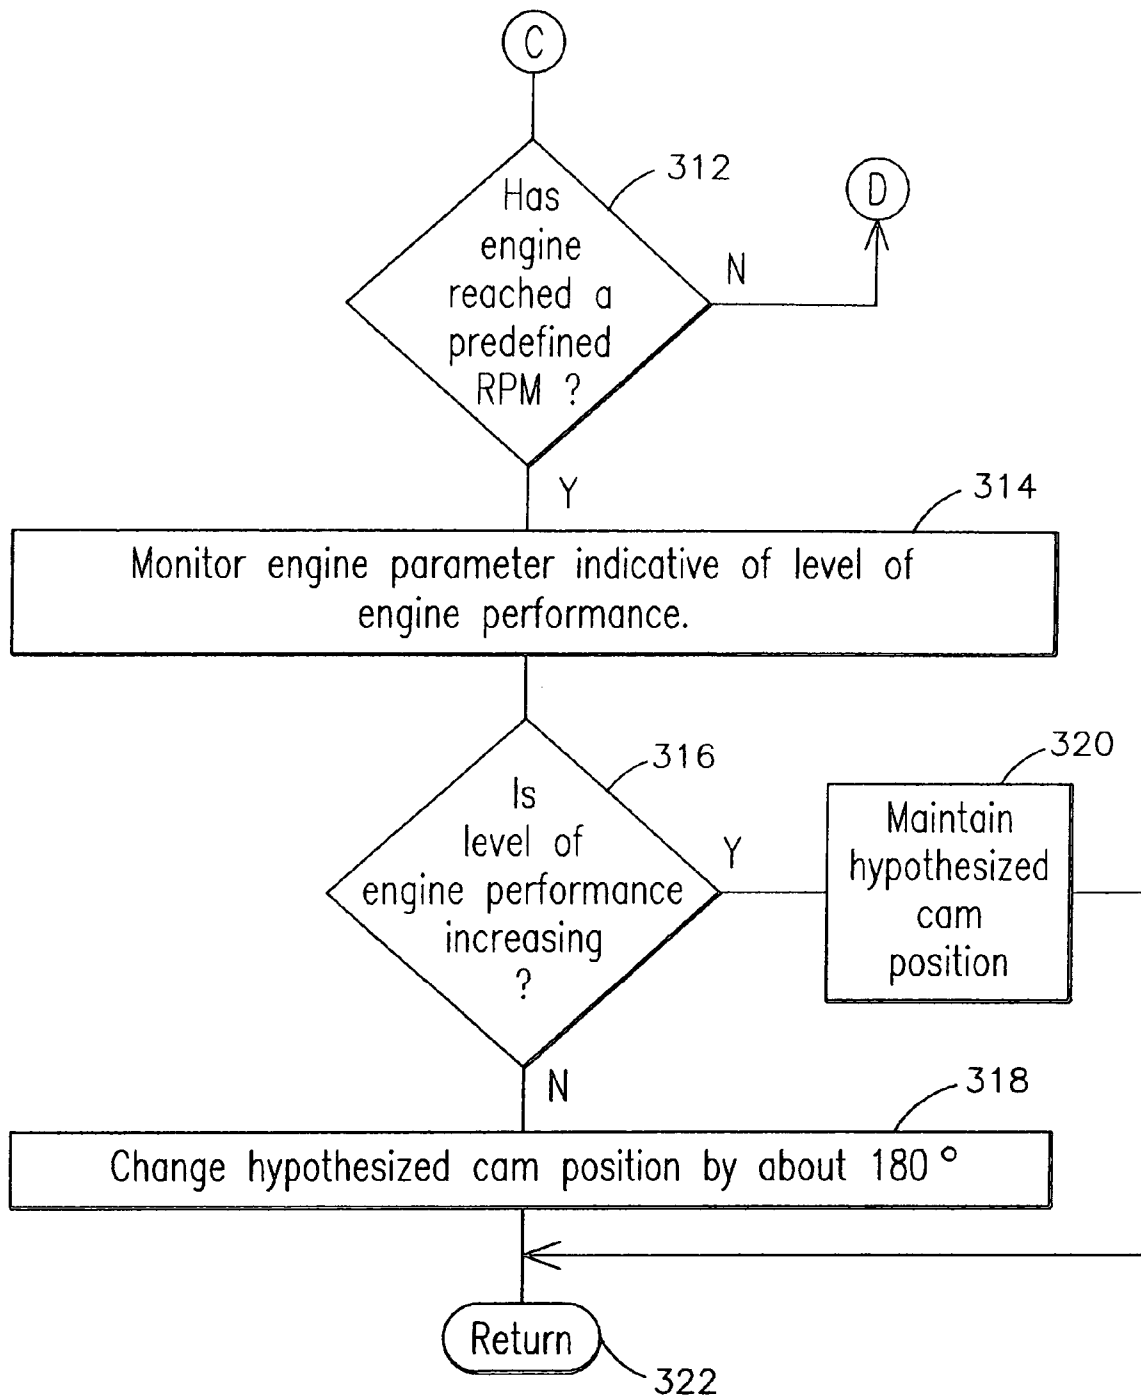 C
312
D
Has
engine
reached a
predefined
RPM ?
N
Y
314
Monitor engine parameter indicative of level of
engine performance.
316
320
Is
level of
engine performance
increasing
?
Y
Maintain
hypothesized
cam
position
N
318
Change hypothesized cam position by about 180°
Return
322